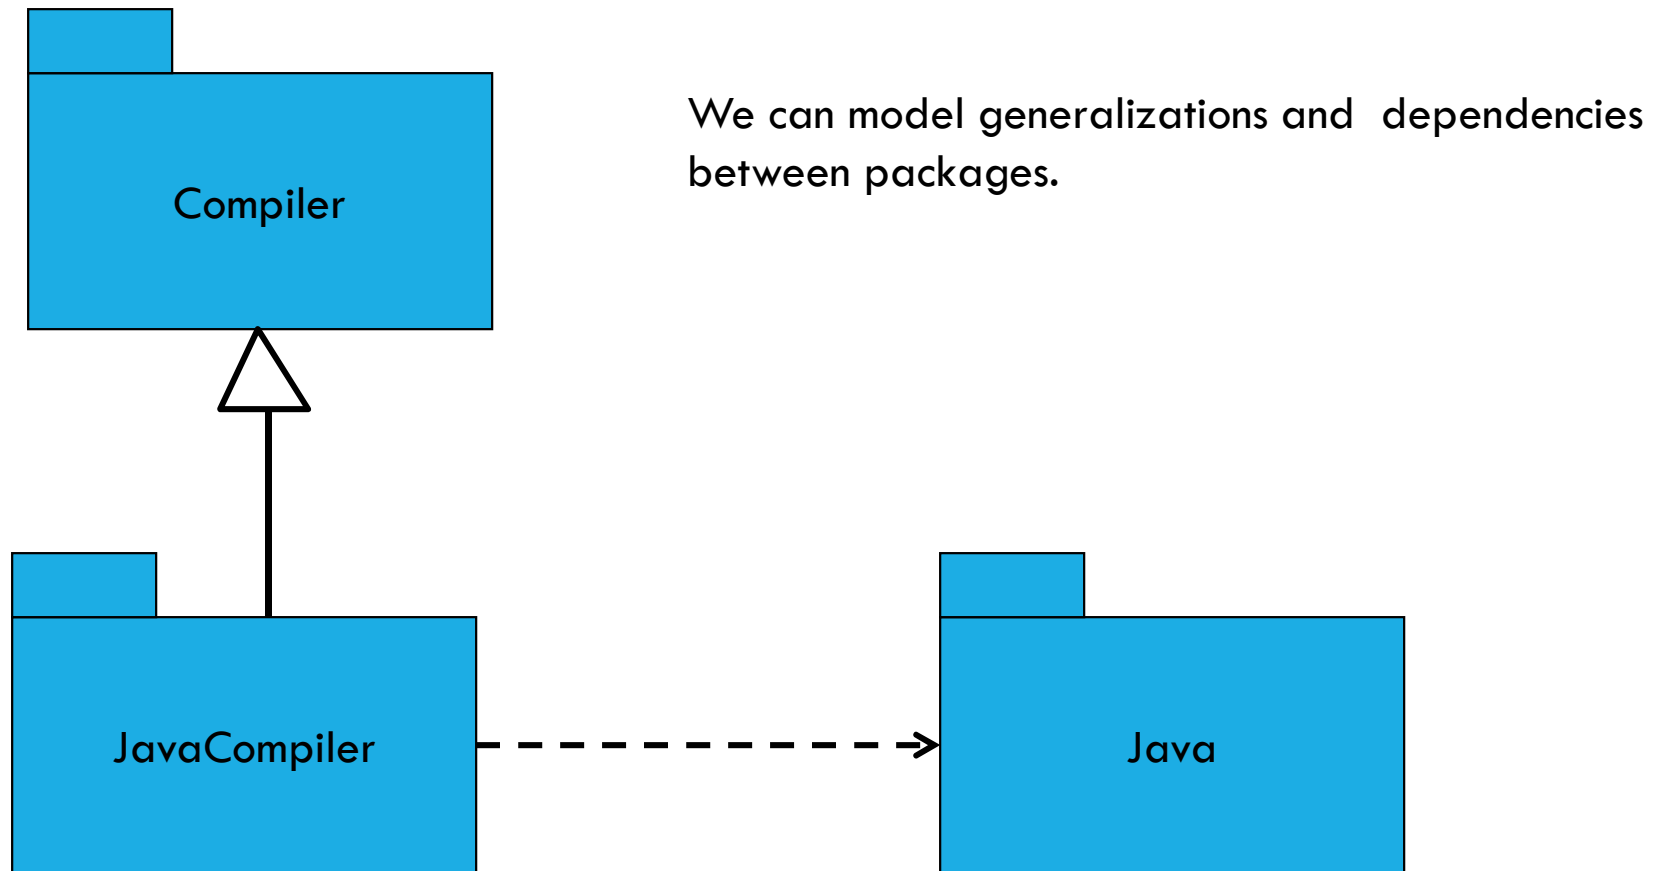 We can model generalizations and dependencies
between packages.
Compiler
JavaCompiler
Java